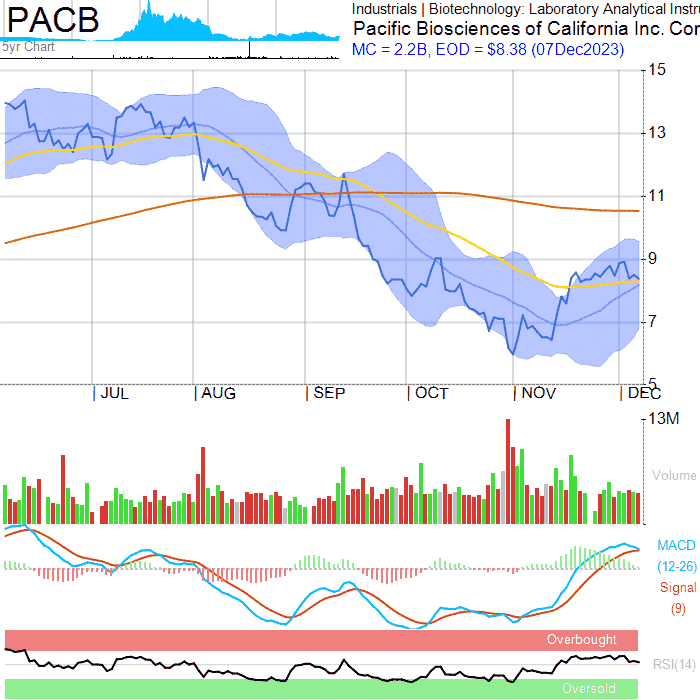 PACB
5yr Chart
Industrials | Biotechnology: Laboratory Analytical Instru
Pacific Biosciences of California Inc. Cor
MC = 2.2B, EOD = $8.38 (07Dec2023)
15
13
11
9
7
5
JUL AUG SEP OCT NOV DEC
13M
Volume
MACD
(12-26)
Signal
(9)
Overbought
RSI(14)
Oversold